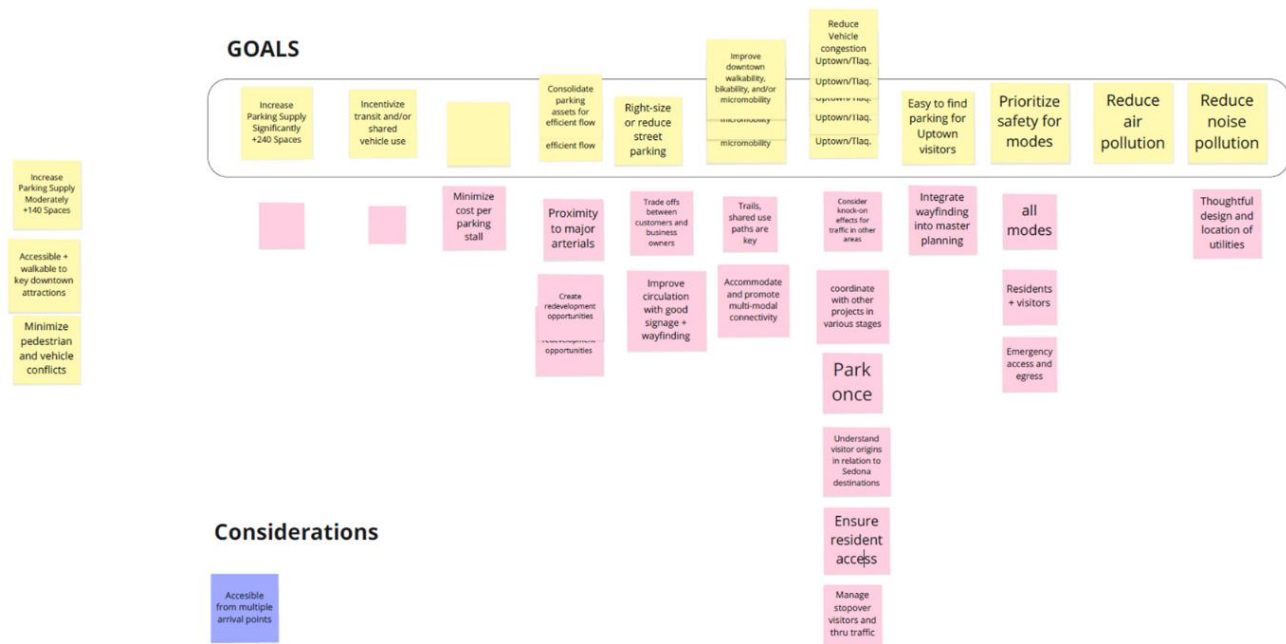 GOALS
Increase
Parking Supply
Significantly
+240 Spaces
Incentivize
transit and/or
shared
vehicle use
Consolidate
parking
assets for
efficient flow
efficient flow
Right-size
or reduce
street
parking
Improve
downtown
walkability,
bikability, and/or
micromobility
micromobility
micromobility
Reduce
Vehicle
congestion
Uptown/Tlaq.
Uptown/Tlaq.
Uptown/Tlaq.
Uptown/Tlaq.
Uptown/Tlaq.
Easy to find
parking for
Uptown
visitors
Prioritize
safety for
modes
Reduce
air
pollution
Reduce
noise
pollution
Increase
Parking Supply
Moderately
+140 Spaces
Accessible +
walkable to
key downtown
attractions
Minimize
pedestrian
and vehicle
conflicts
Minimize
cost per
parking
stall
Proximity
to major
arterials
Create
redevelopment
opportunities
redevelopment
opportunities
Trade offs
between
customers and
business
owners
Improve
circulation
with good
signage +
wayfinding
Trails,
shared use
paths are
key
Accommodate
and promote
multi-modal
connectivity
Consider
knock-on
effects for
traffic in other
areas
coordinate
with other
projects in
various stages
Park
once
Understand
visitor origins
in relation to
Sedona
destinations
Ensure
resident
access
Manage
stopover
visitors and
thru traffic
Integrate
wayfinding
into master
planning
all
modes
Residents
+ visitors
Emergency
access and
egress
Thoughtful
design and
location of
utilities
Considerations
Accesible
from multiple
arrival points